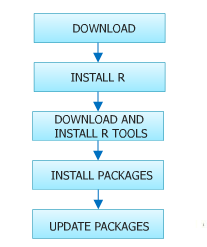 DOWNLOAD
INSTALL R
DOWNLOAD AND
INSTALL R TOOLS
INSTALL PACKAGES
UPDATE PACKAGES